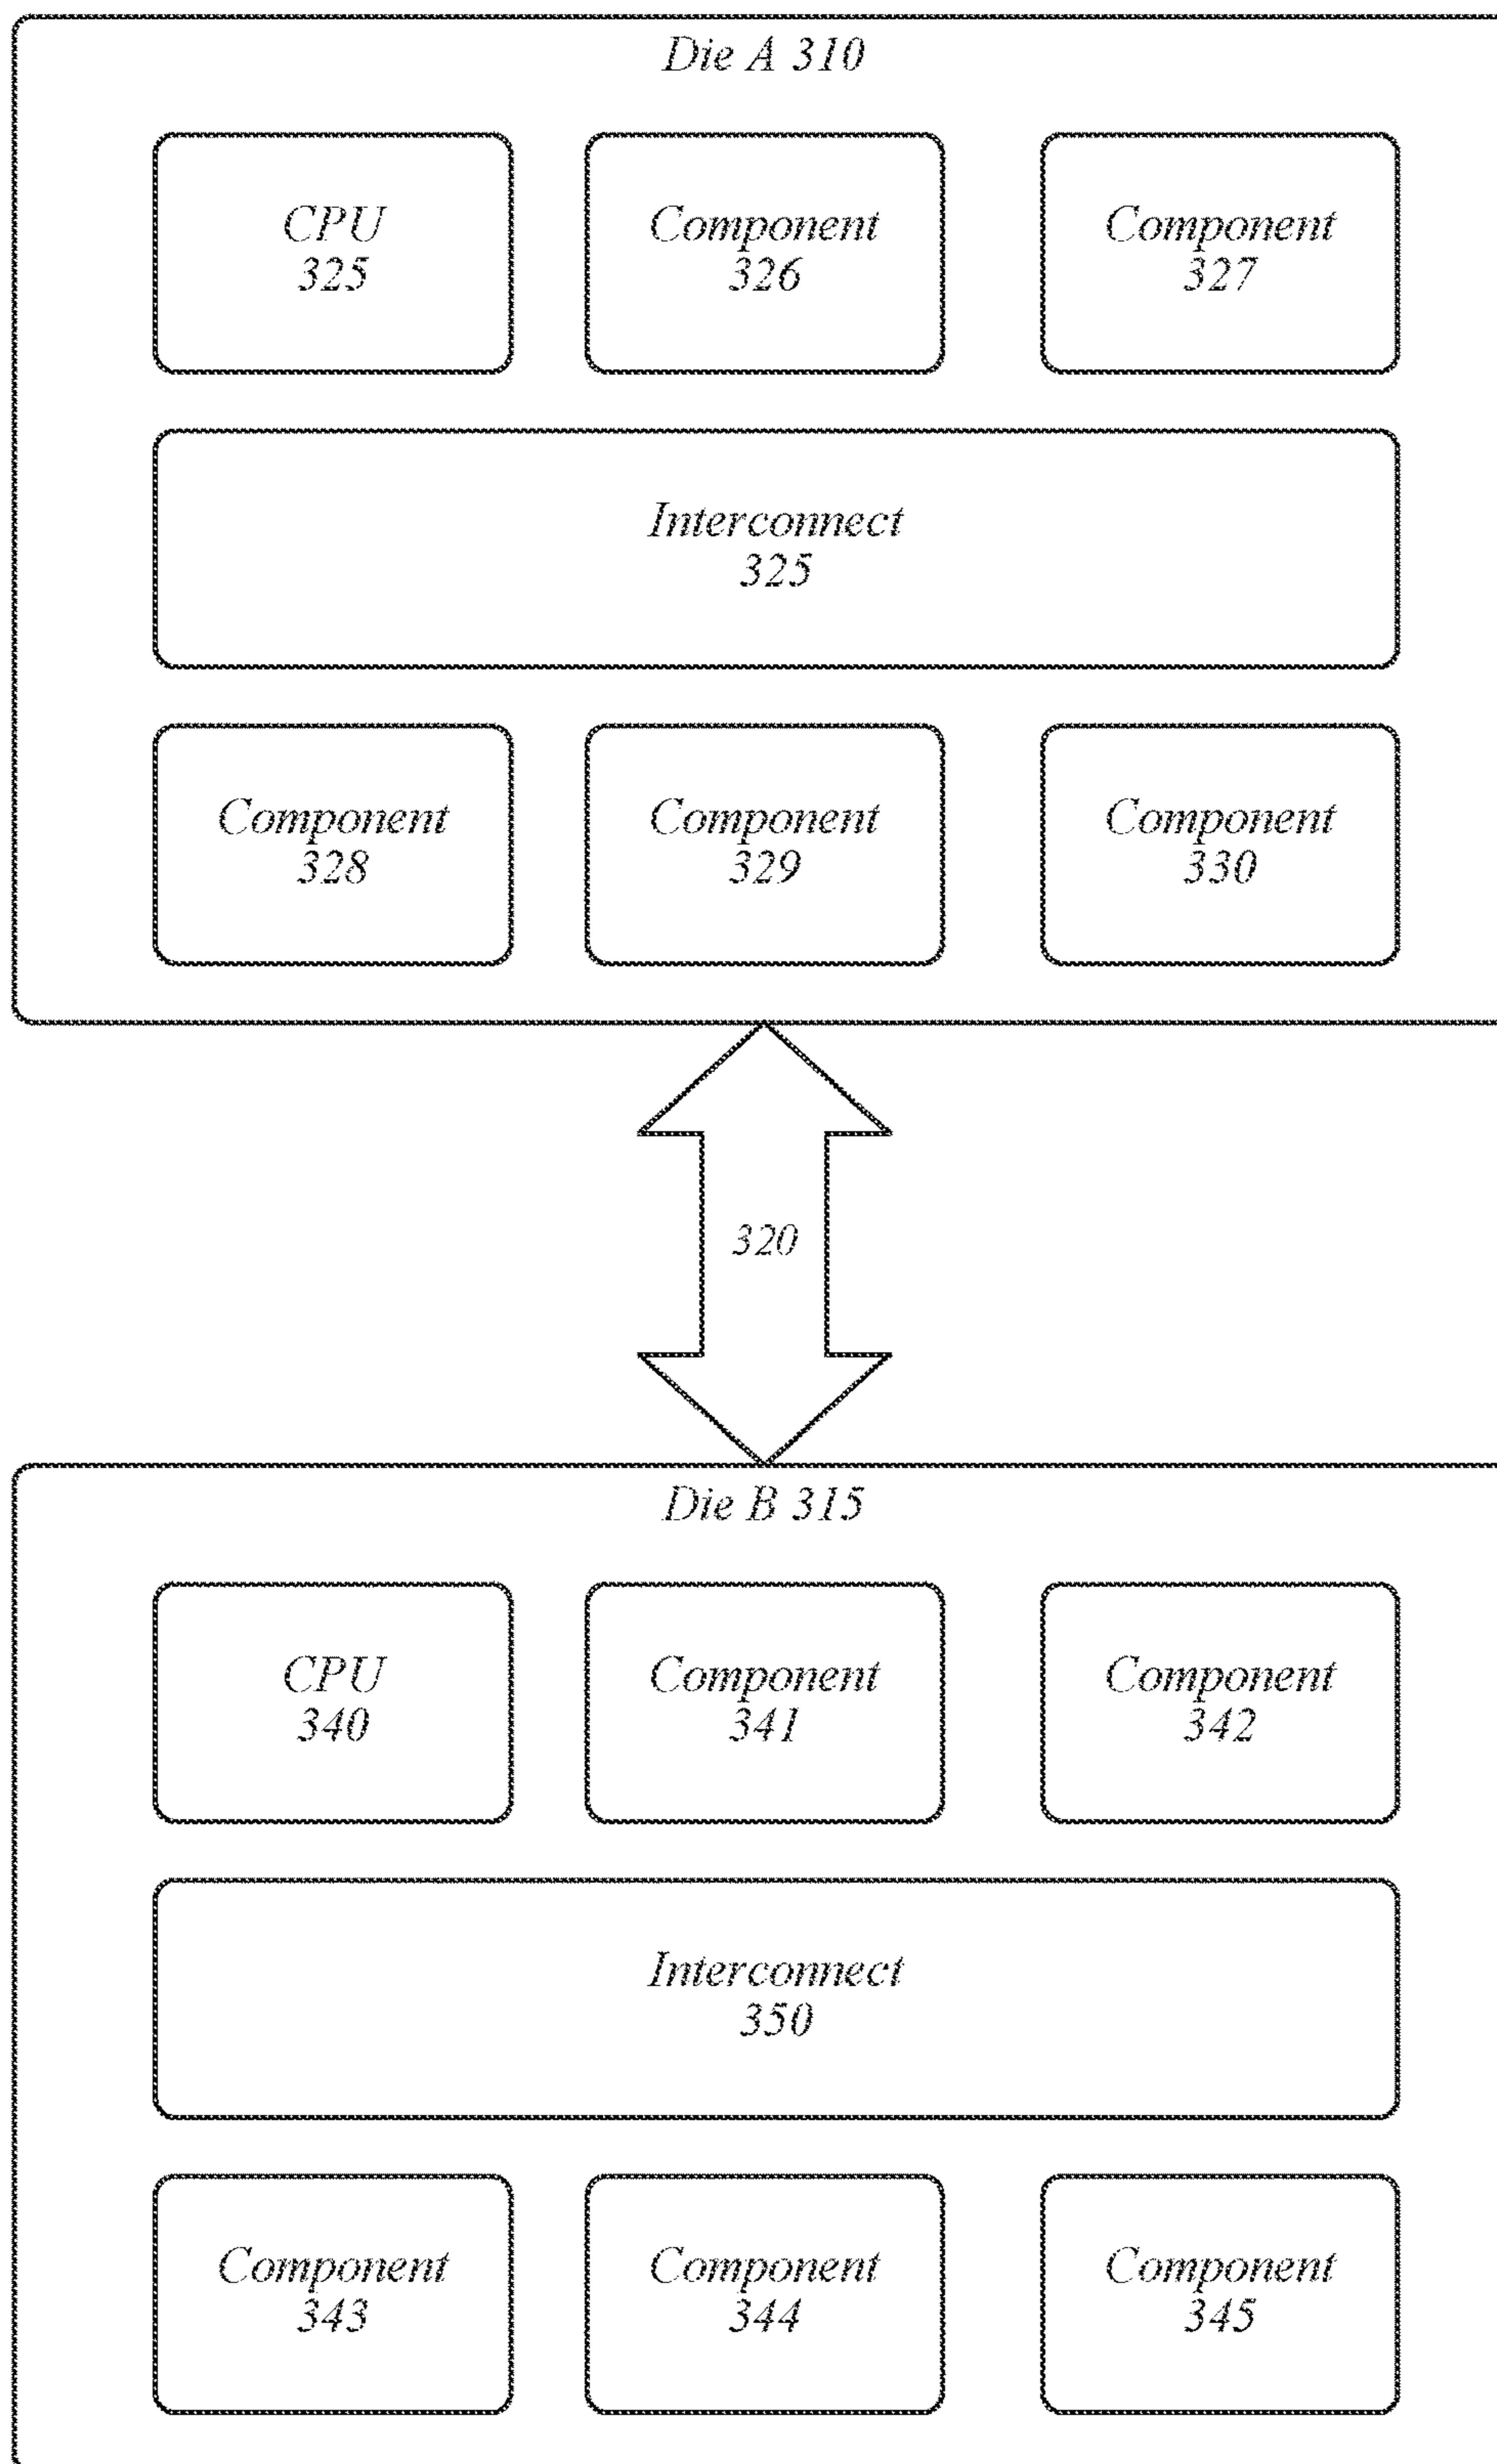 Die A 310
CPU
325
Component
326
Component
327
Interconnect
325
Component
328
Component
329
Component
330
320
Die B 315
CPU
340
Component
341
Component
342
Interconnect
350
Component
343
Component
344
Component
345